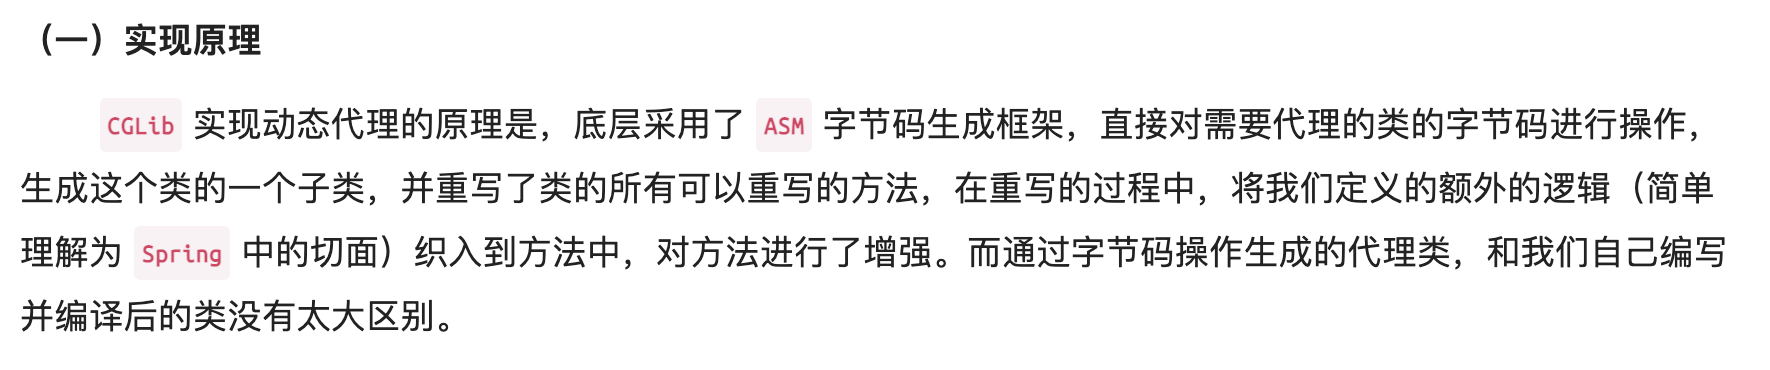 （一）实现原理
CGLib 实现动态代理的原理是，底层采用了 ASM 字节码生成框架，直接对需要代理的类的字节码进行操作，
生成这个类的一个子类，并重写了类的所有可以重写的方法，在重写的过程中，将我们定义的额外的逻辑（简单
理解为 Spring 中的切面）织入到方法中，对方法进行了增强。而通过字节码操作生成的代理类，和我们自己编写
并编译后的类没有太大区别。